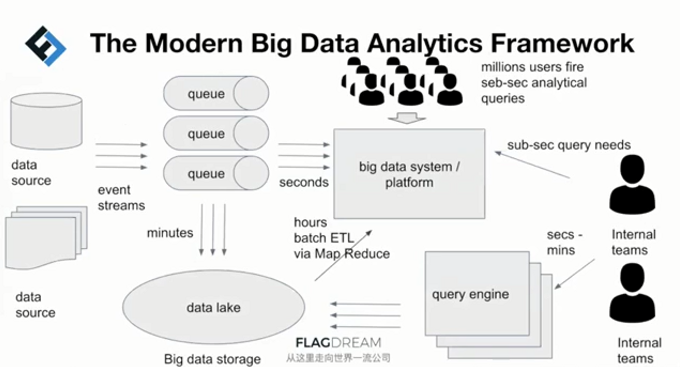 The Modern Big Data Analytics Framework
millions users fire
seb-sec analytical
queries
queue
queue
queue
data
source
event
streams
seconds
big data system /
platform
sub-sec query needs
Internal
teams
minutes
hours
batch ETL
via Map Reduce
secs -
mins
data
source
data lake
query engine
Internal
teams
Big data storage
FLAGDREAM
从这里走向世界一流公司